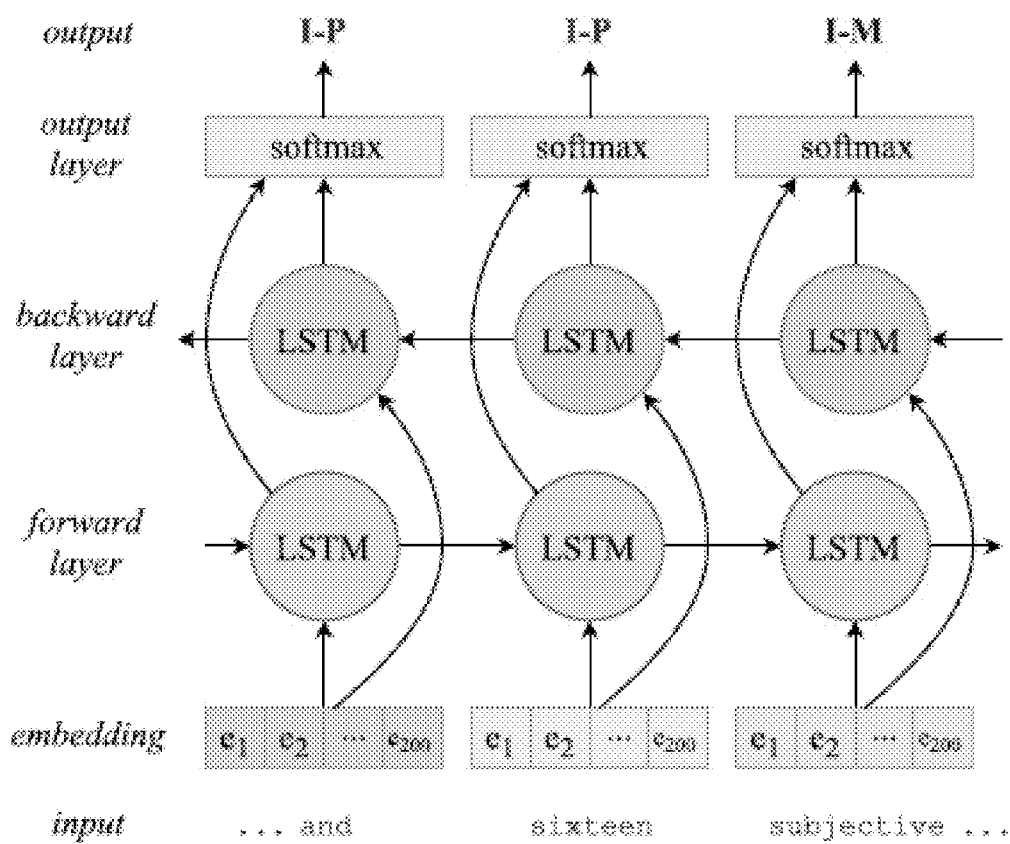 output I-P I-P I-M
output layer softmax softmax softmax
backward layer LSTM LSTM LSTM
forward layer LSTM LSTM LSTM
embedding e1 e2 ... e200 e1 e2 ... e200 e1 e2 ... e200
input ... and sixteen subjective ...